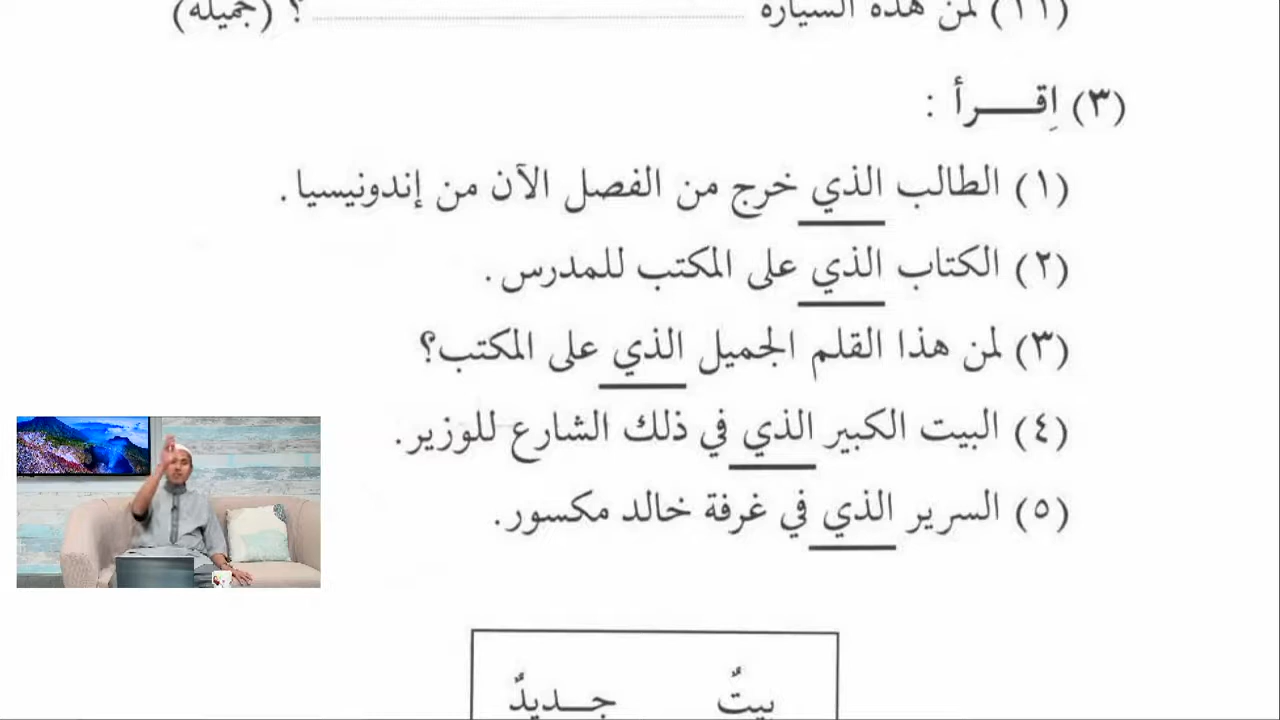 (١١) لمن هذه السيارة ............ ؟ (جميلة)
(٣) اِقـــرأ :
(١) الطالب الذي خرج من الفصل الآن من إندونيسيا.
(٢) الكتاب الذي على المكتب للمدرس.
(٣) لمن هذا القلم الجميل الذي على المكتب؟
(٤) البيت الكبير الذي في ذلك الشارع للوزير.
(٥) السرير الذي في غرفة خالد مكسور.
بيتٌ جـديدٌ